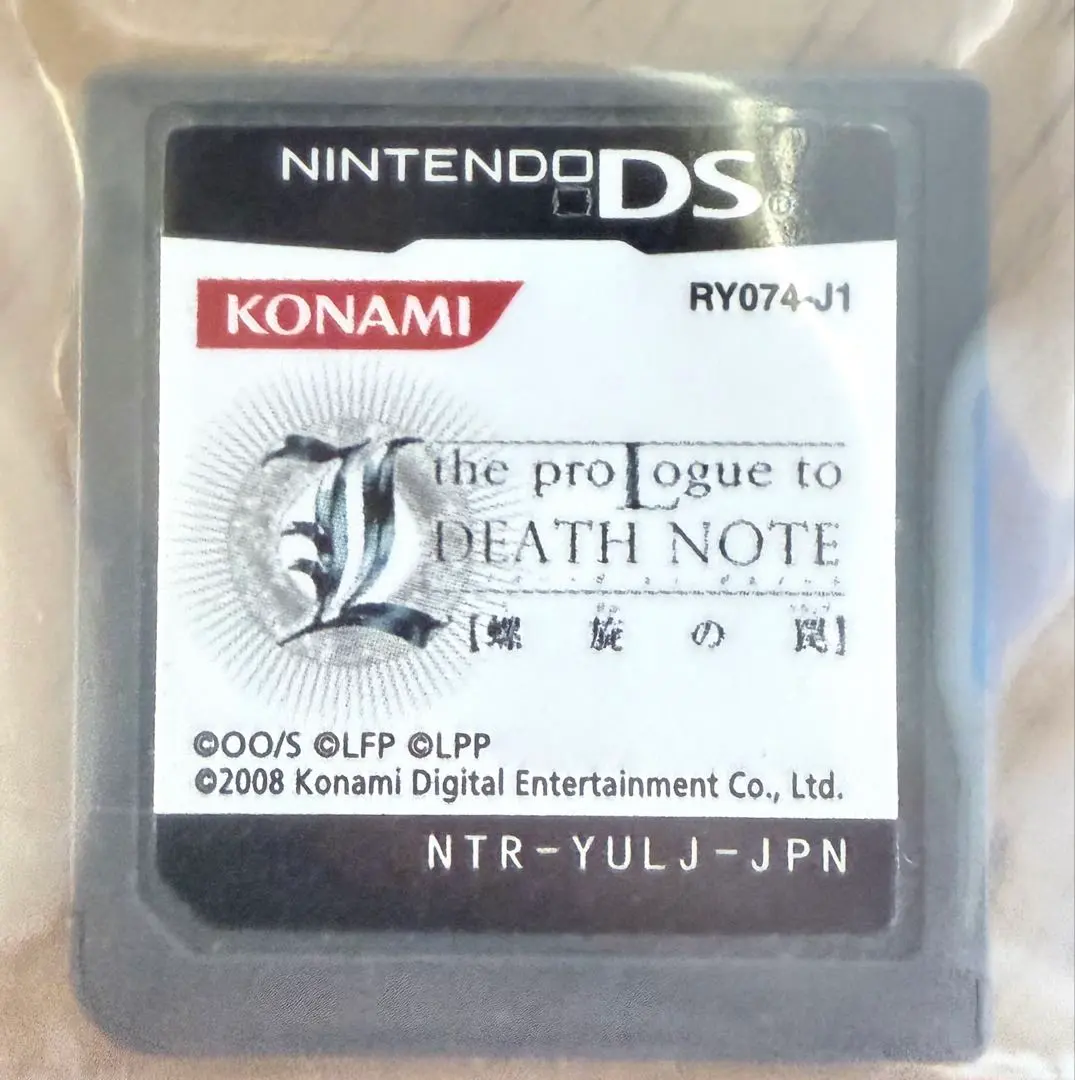 NINTENDO DS®
KONAMI
RY074-J1
L the proLogue to
DEATH NOTE
【螺旋の罠】
©OO/S ©LFP ©LPP
©2008 Konami Digital Entertainment Co., Ltd.
NTR-YULJ-JPN